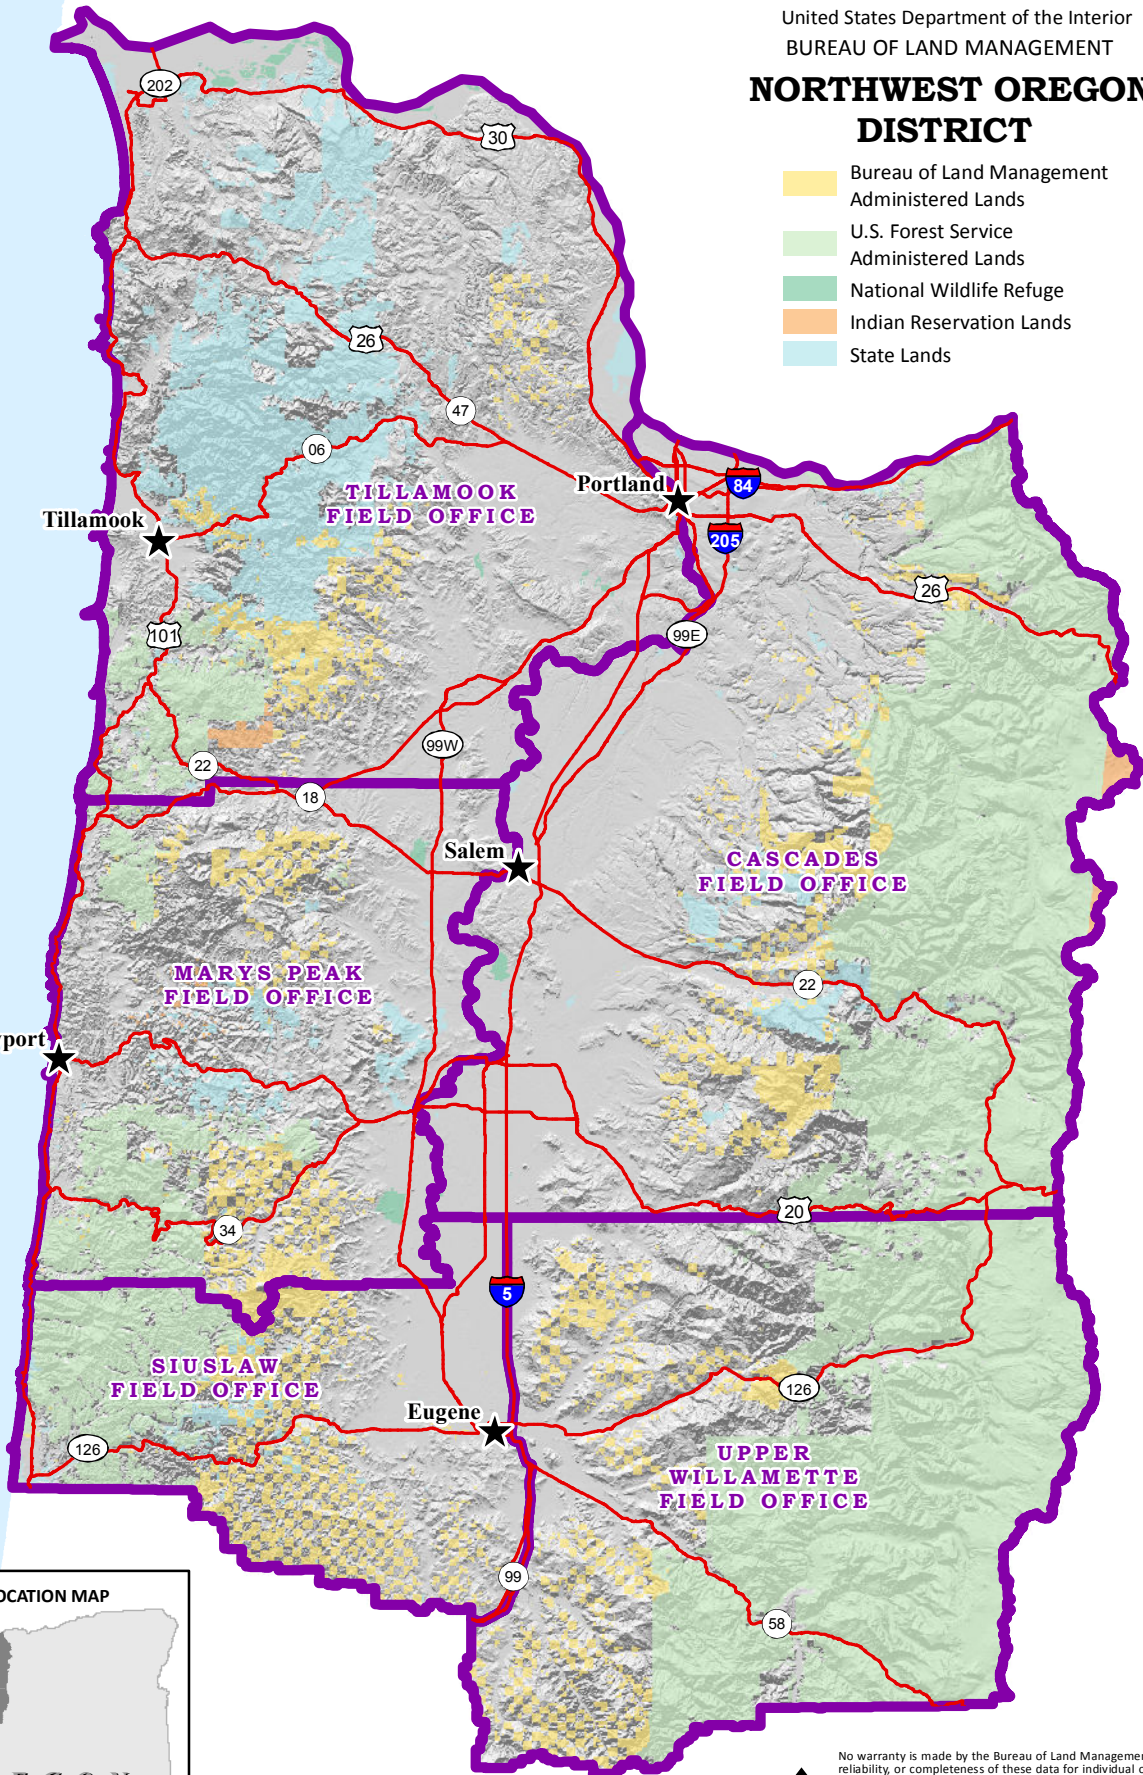 United States Department of the Interior
BUREAU OF LAND MANAGEMENT
NORTHWEST OREGON
DISTRICT
Bureau of Land Management
Administered Lands
U.S. Forest Service
Administered Lands
National Wildlife Refuge
Indian Reservation Lands
State Lands
202
30
26
47
06
TILLAMOOK
FIELD OFFICE
Portland
84
205
Tillamook
26
101
99E
99W
22
18
Salem
CASCADES
FIELD OFFICE
MARYS PEAK
FIELD OFFICE
22
port
20
34
5
SIUSLAW
FIELD OFFICE
126
Eugene
126
UPPER
WILLAMETTE
FIELD OFFICE
99
58
OCATION MAP
No warranty is made by the Bureau of Land Managemen
reliability, or completeness of these data for individual o